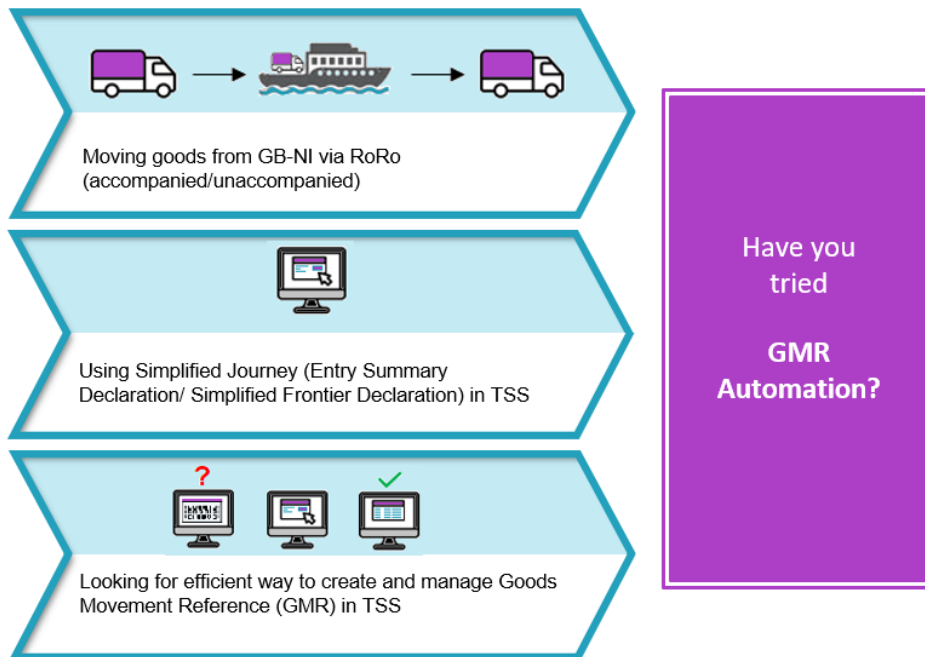 Moving goods from GB-NI via RoRo
(accompanied/unaccompanied)
Using Simplified Journey (Entry Summary
Declaration/ Simplified Frontier Declaration) in TSS
?
Looking for efficient way to create and manage Goods
Movement Reference (GMR) in TSS
Have you
tried
GMR
Automation?